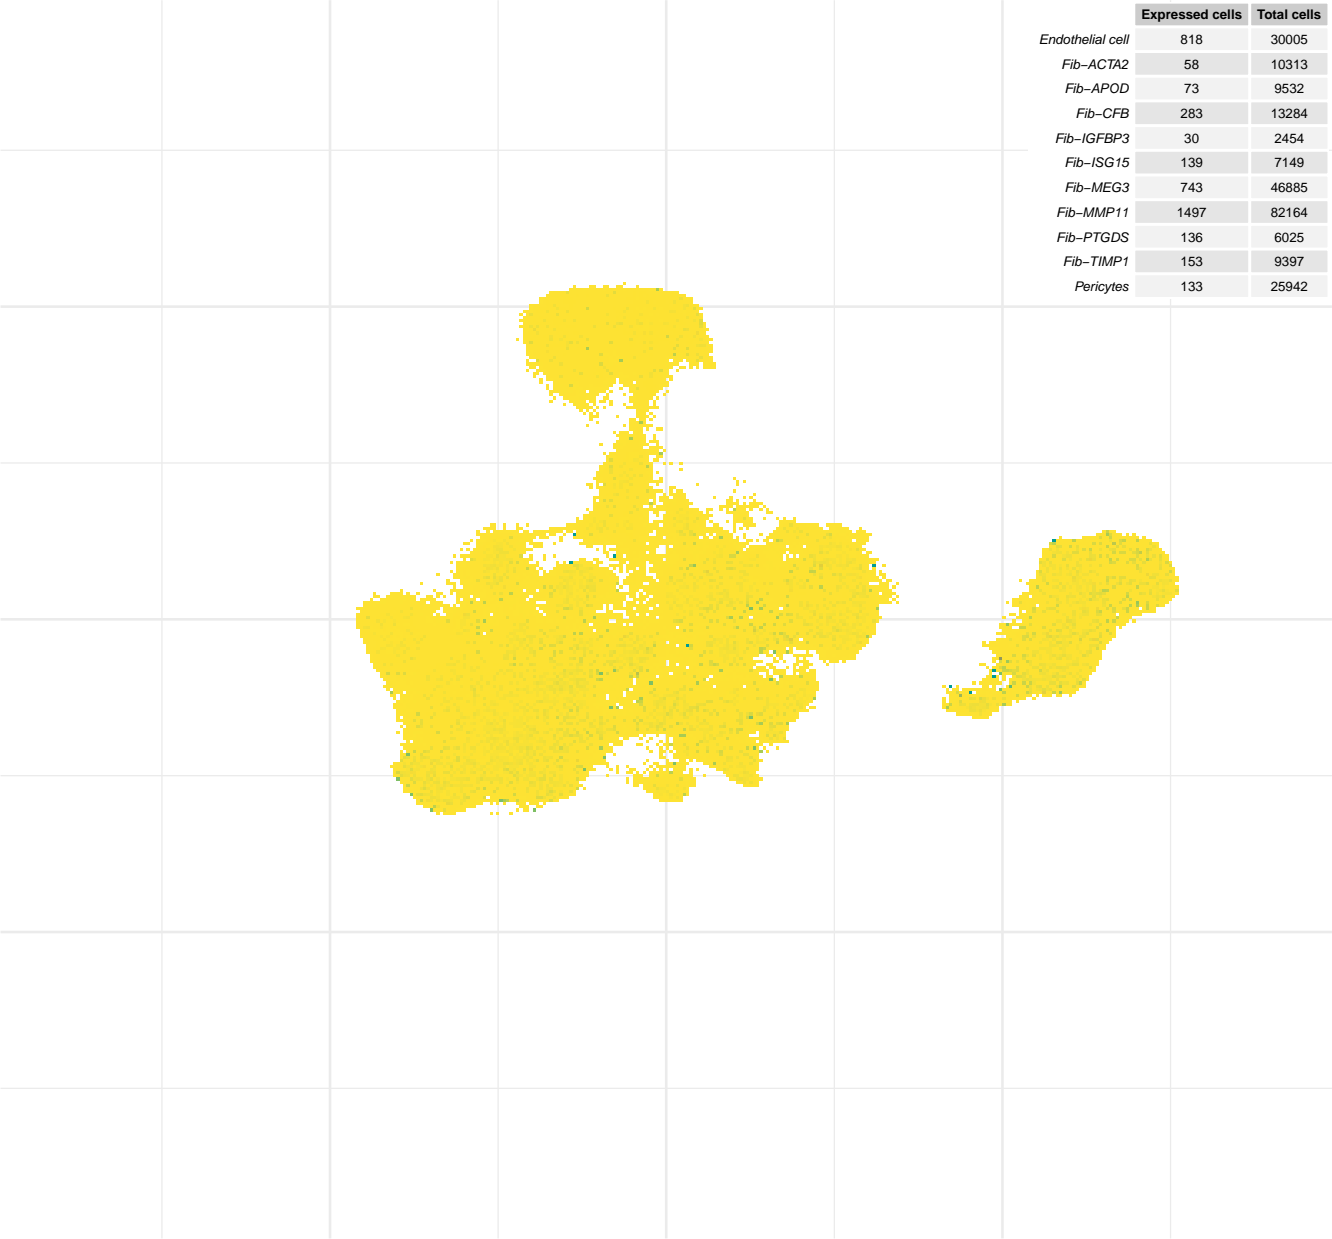 Expressed cells Total cells
Endothelial cell 818 30005
Fib−ACTA2 58 10313
Fib−APOD 73 9532
Fib−CFB 283 13284
Fib−IGFBP3 30 2454
Fib−ISG15 139 7149
Fib−MEG3 743 46885
Fib−MMP11 1497 82164
Fib−PTGDS 136 6025
Fib−TIMP1 153 9397
Pericytes 133 25942